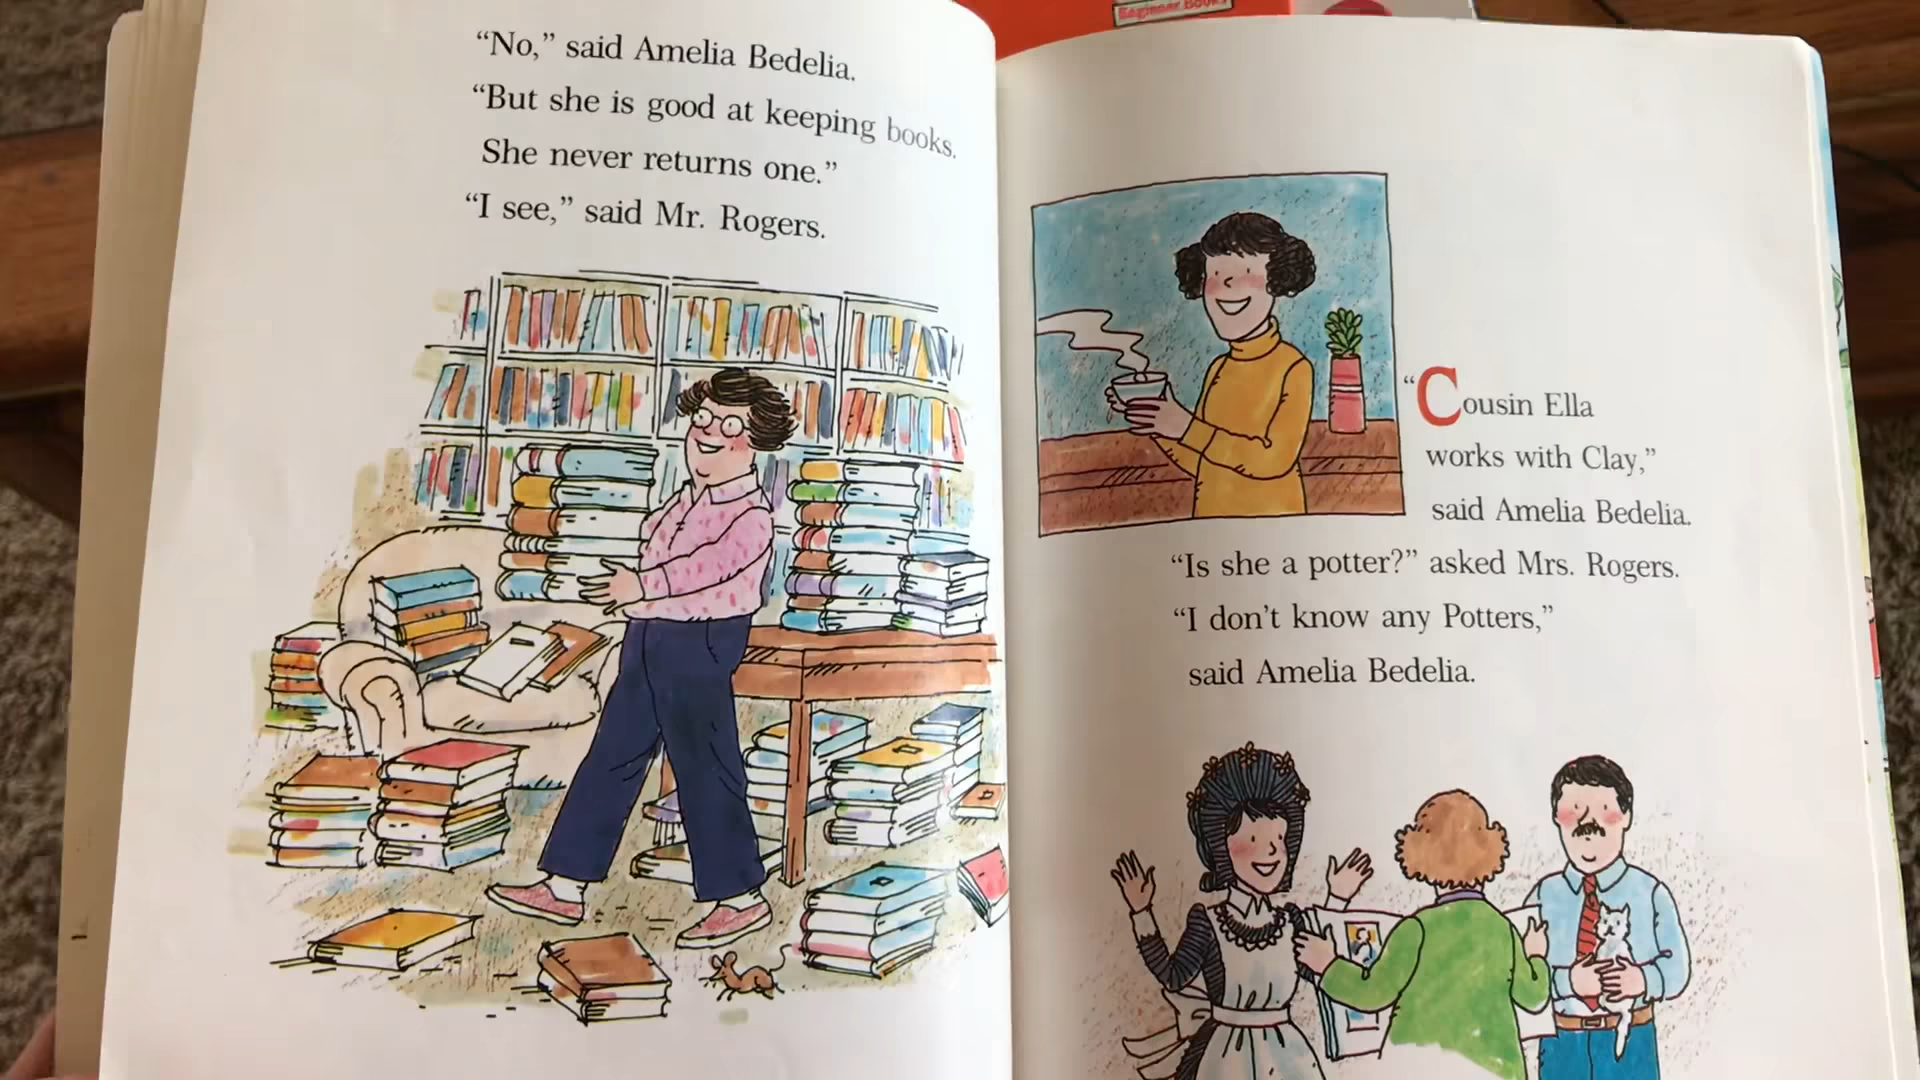 Beginner Books
“No,” said Amelia Bedelia.
“But she is good at keeping books.
She never returns one.”
“I see,” said Mr. Rogers.
“Cousin Ella
works with Clay,”
said Amelia Bedelia.
“Is she a potter?” asked Mrs. Rogers.
“I don’t know any Potters,”
said Amelia Bedelia.